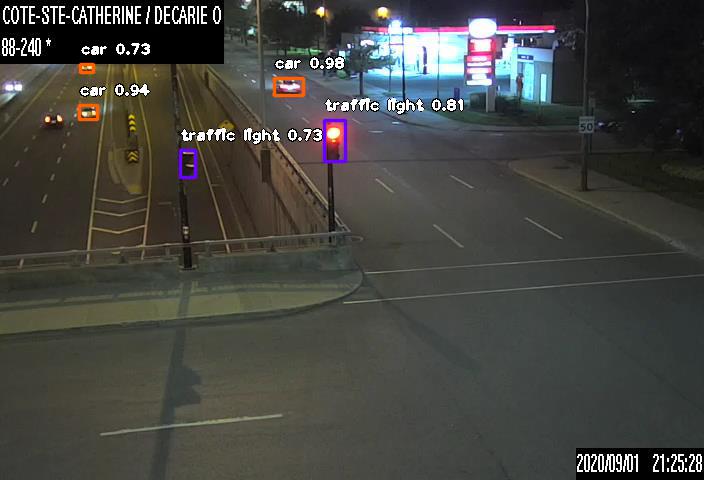 COTE-STE-CATHERINE / DECARIE O
88-240 *
car 0.73
car 0.98
car 0.94
traffic light 0.81
traffic light 0.73
50
2020/09/01 21:25:28